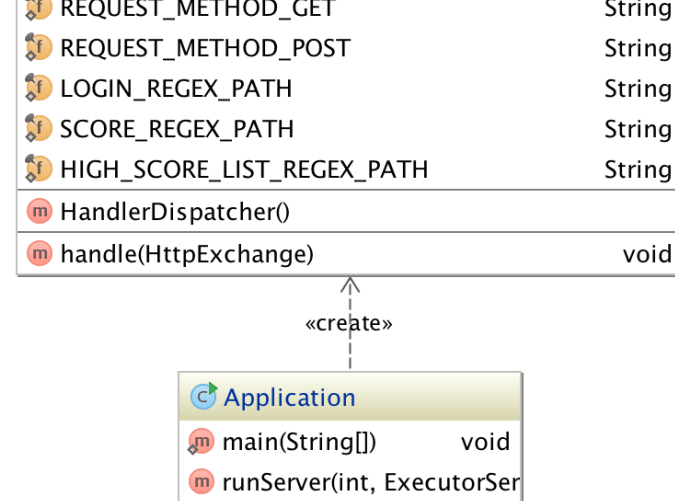 REQUEST_METHOD_GET String
REQUEST_METHOD_POST String
LOGIN_REGEX_PATH String
SCORE_REGEX_PATH String
HIGH_SCORE_LIST_REGEX_PATH String
HandlerDispatcher()
handle(HttpExchange) void
«create»
Application
main(String[]) void
runServer(int, ExecutorSer